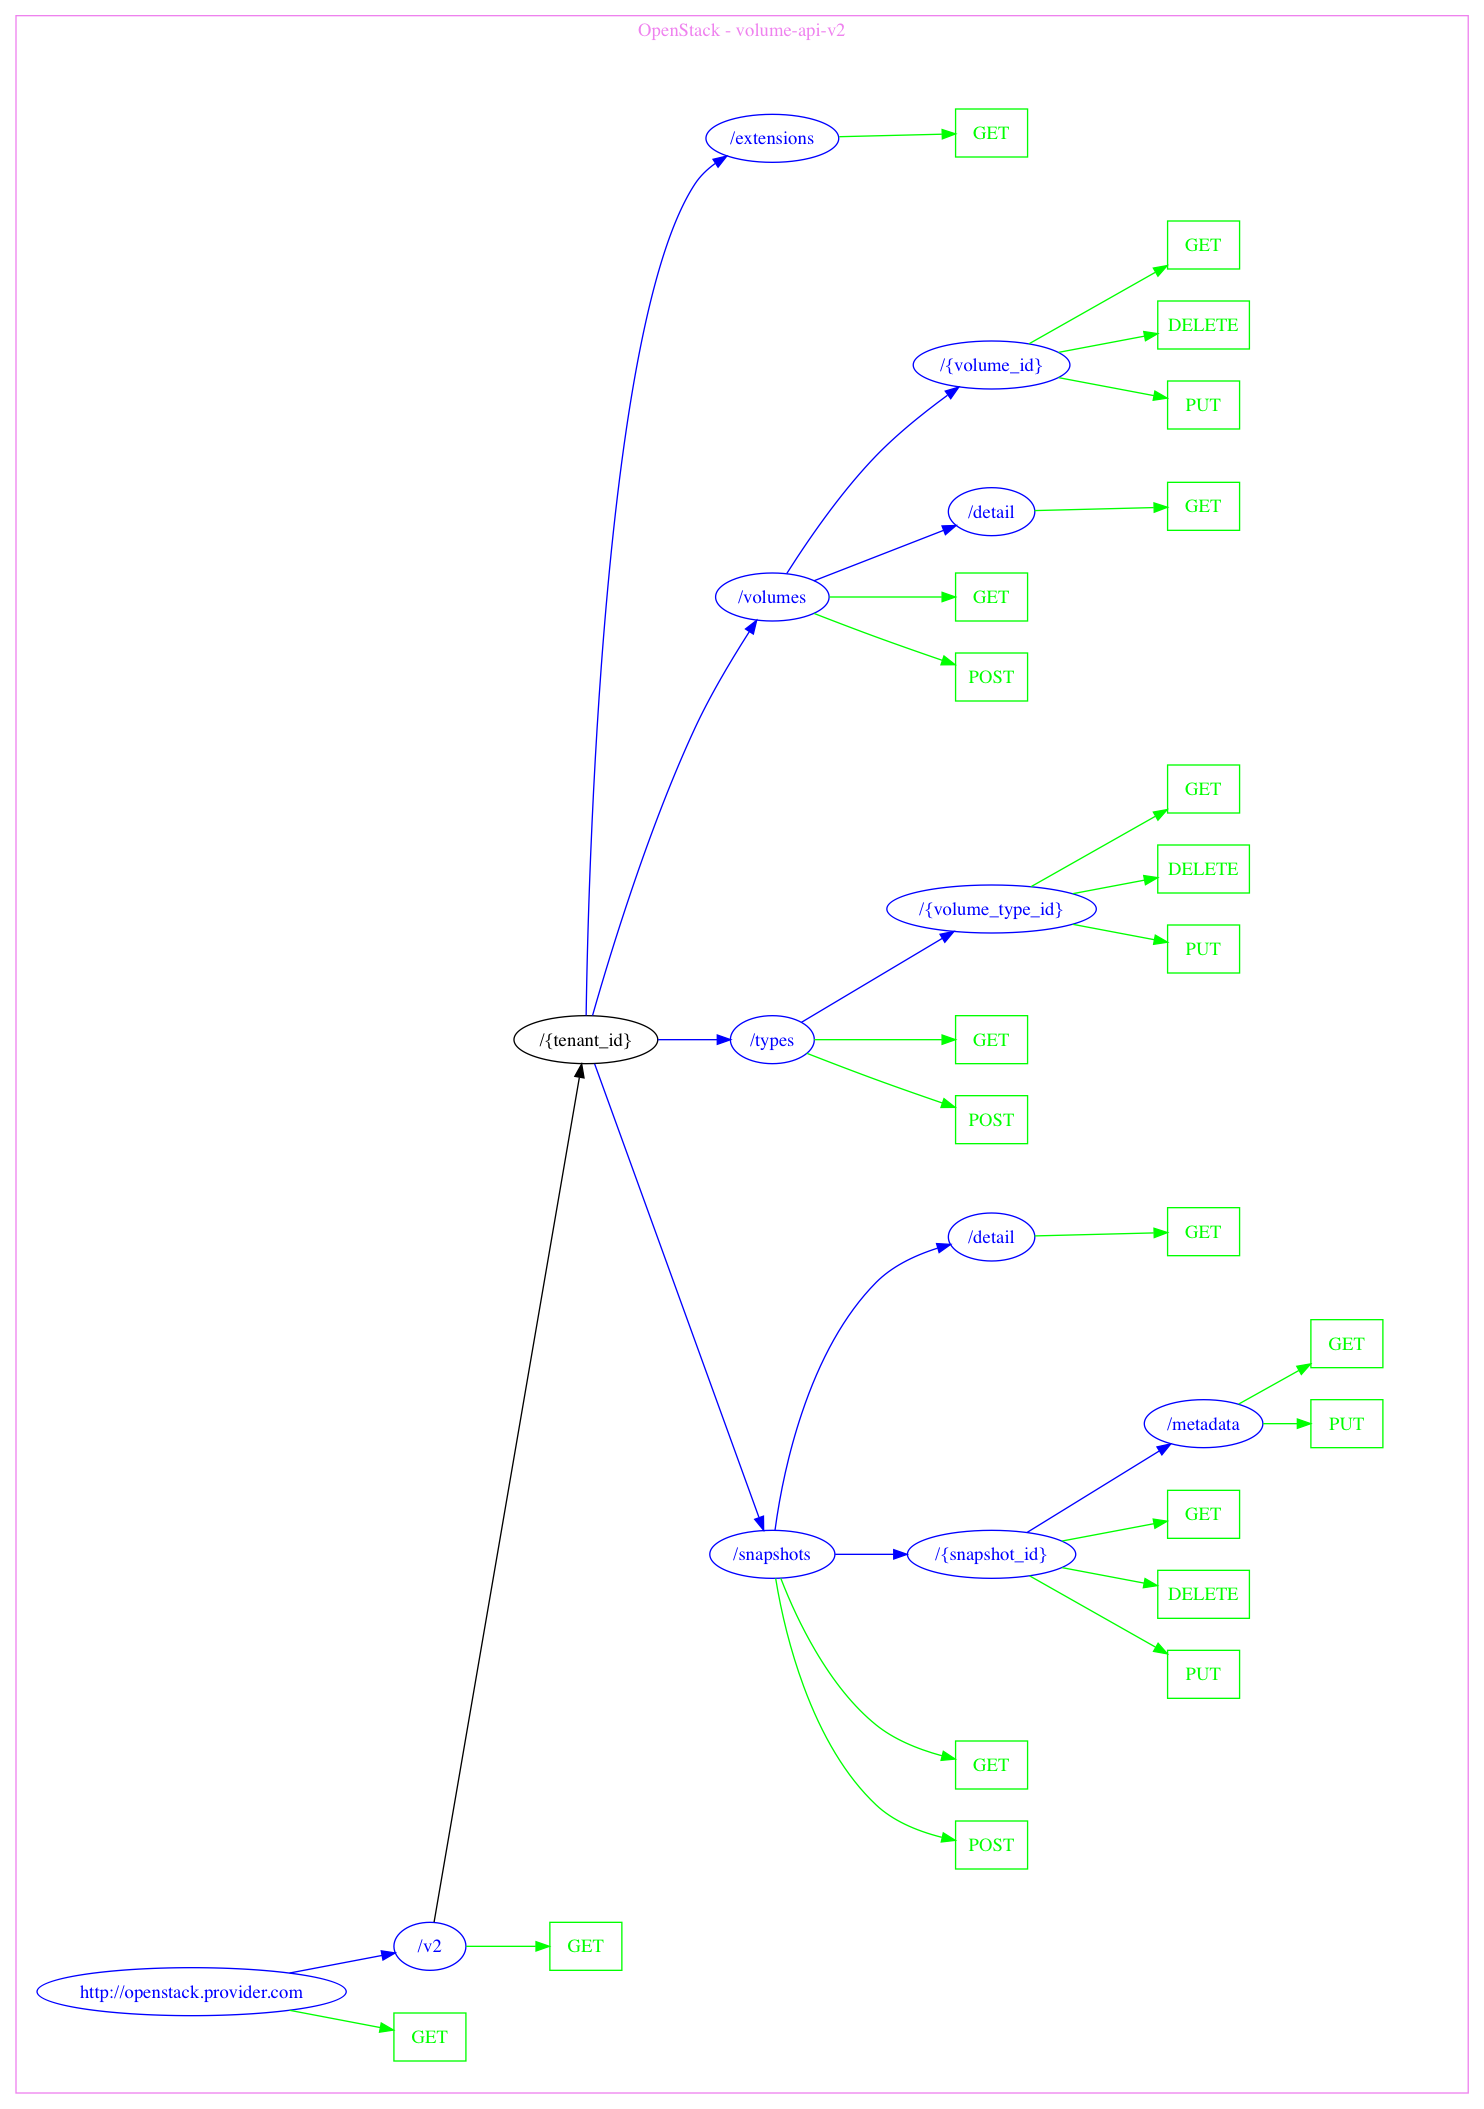 OpenStack - volume-api-v2
/extensions
GET
GET
DELETE
/{volume_id}
PUT
/detail
GET
/volumes
GET
POST
GET
DELETE
/{volume_type_id}
PUT
/{tenant_id}
/types
GET
POST
/detail
GET
GET
/metadata
PUT
GET
/snapshots
/{snapshot_id}
DELETE
PUT
GET
POST
/v2
GET
http://openstack.provider.com
GET